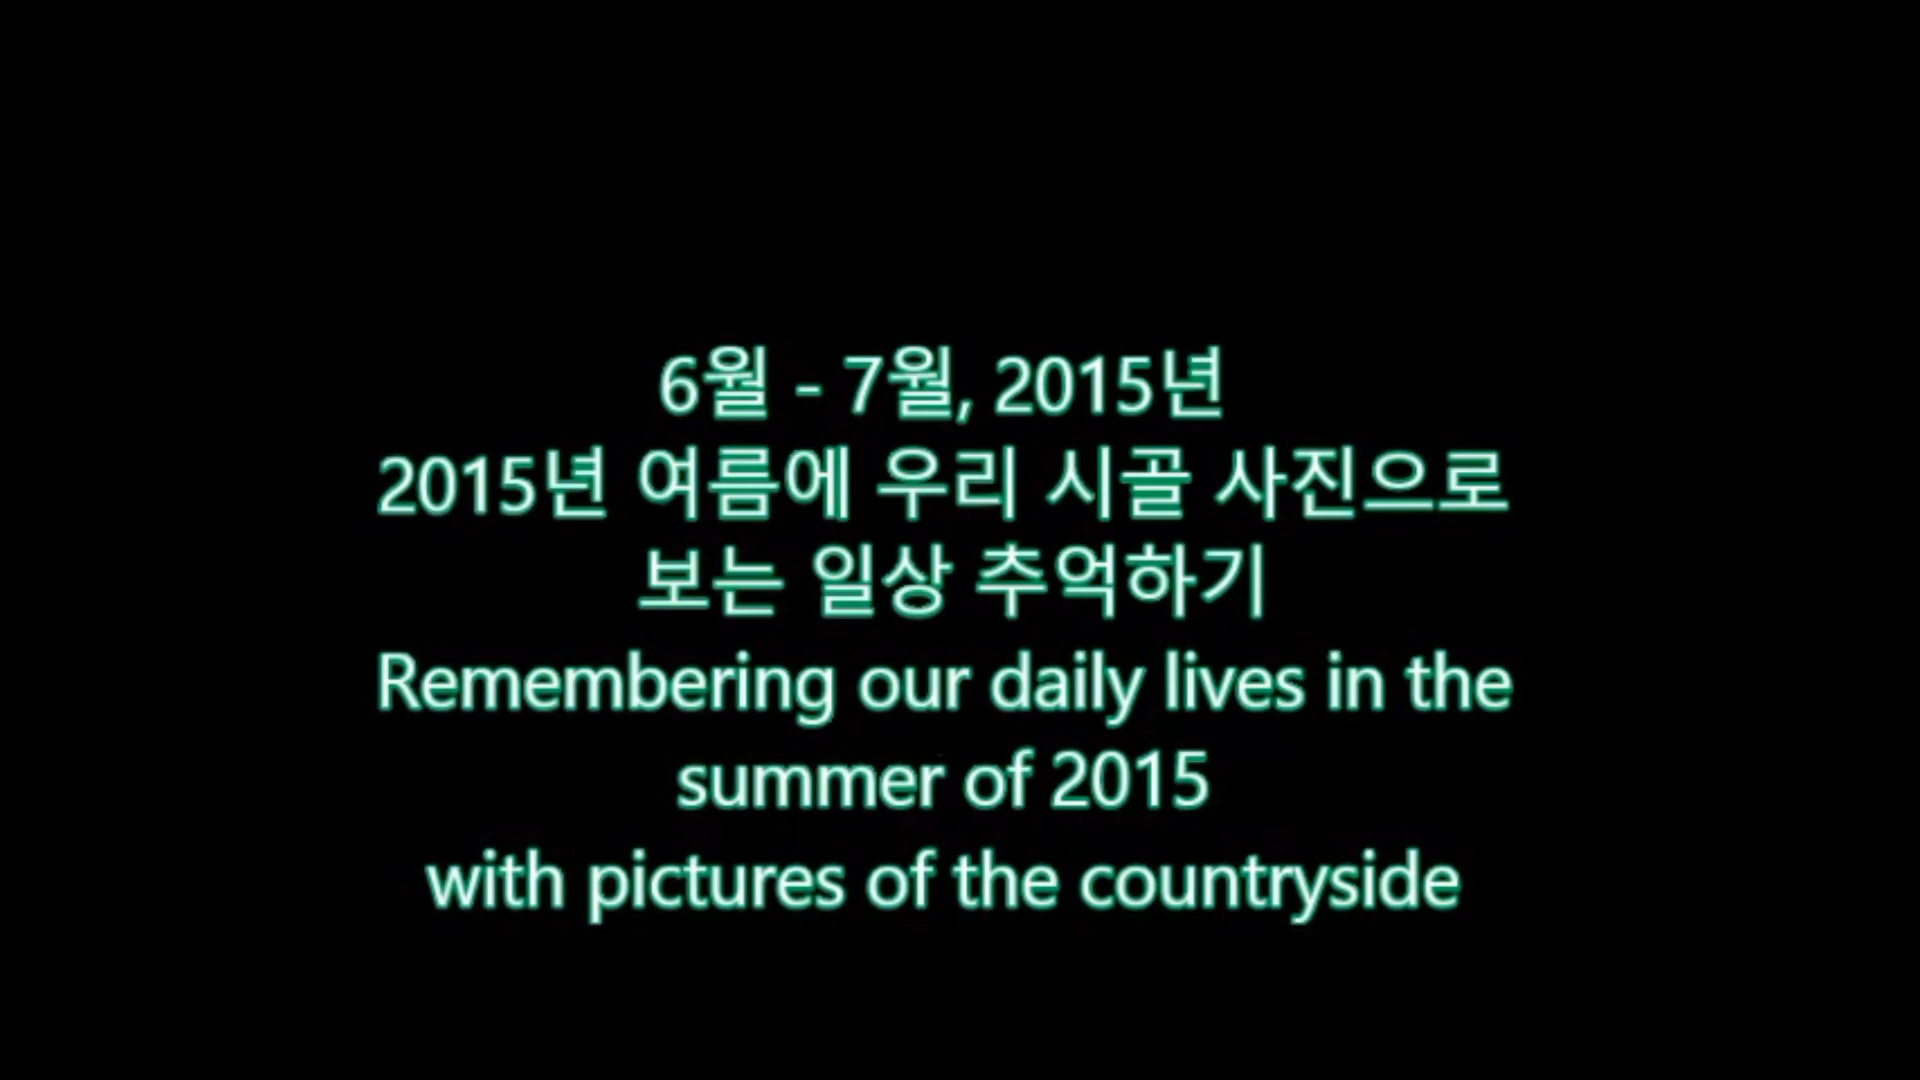 6월 - 7월, 2015년
2015년 여름에 우리 시골 사진으로
보는 일상 추억하기
Remembering our daily lives in the
summer of 2015
with pictures of the countryside